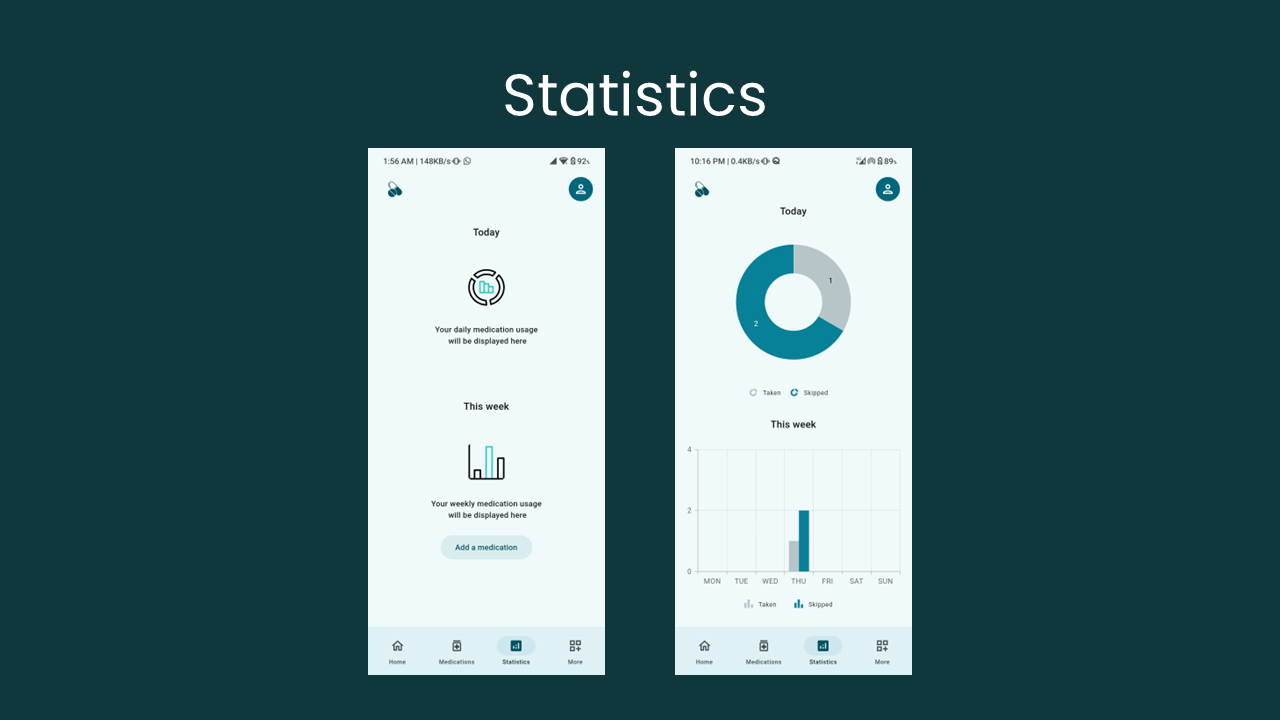 Statistics
1:56 AM | 148KB/s
92%
Today
Your daily medication usage
will be displayed here
This week
Your weekly medication usage
will be displayed here
Add a medication
Home
Medications
Statistics
More
10:16 PM | 0.4KB/s
89%
Today
1
2
Taken
Skipped
This week
4
2
0
MON TUE WED THU FRI SAT SUN
Taken
Skipped
Home
Medications
Statistics
More